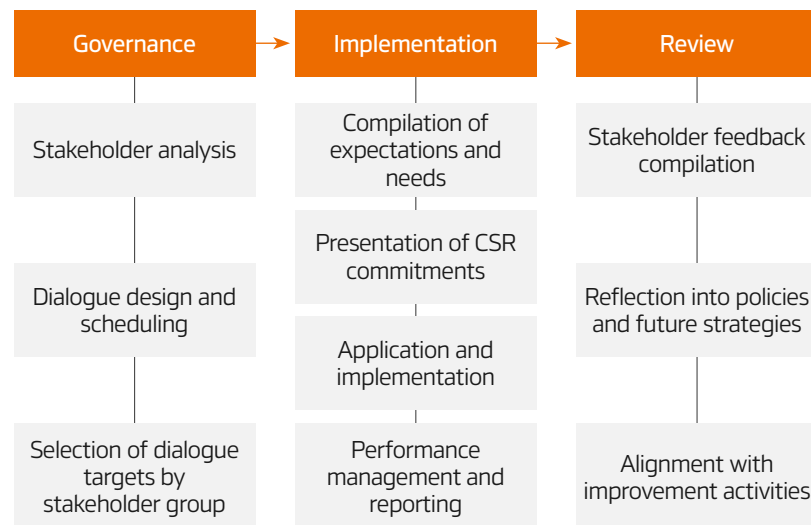 Governance
Implementation
Review
Stakeholder analysis
Dialogue design and
scheduling
Selection of dialogue
targets by
stakeholder group
Compilation of
expectations and
needs
Presentation of CSR
commitments
Application and
implementation
Performance
management and
reporting
Stakeholder feedback
compilation
Reflection into policies
and future strategies
Alignment with
improvement activities